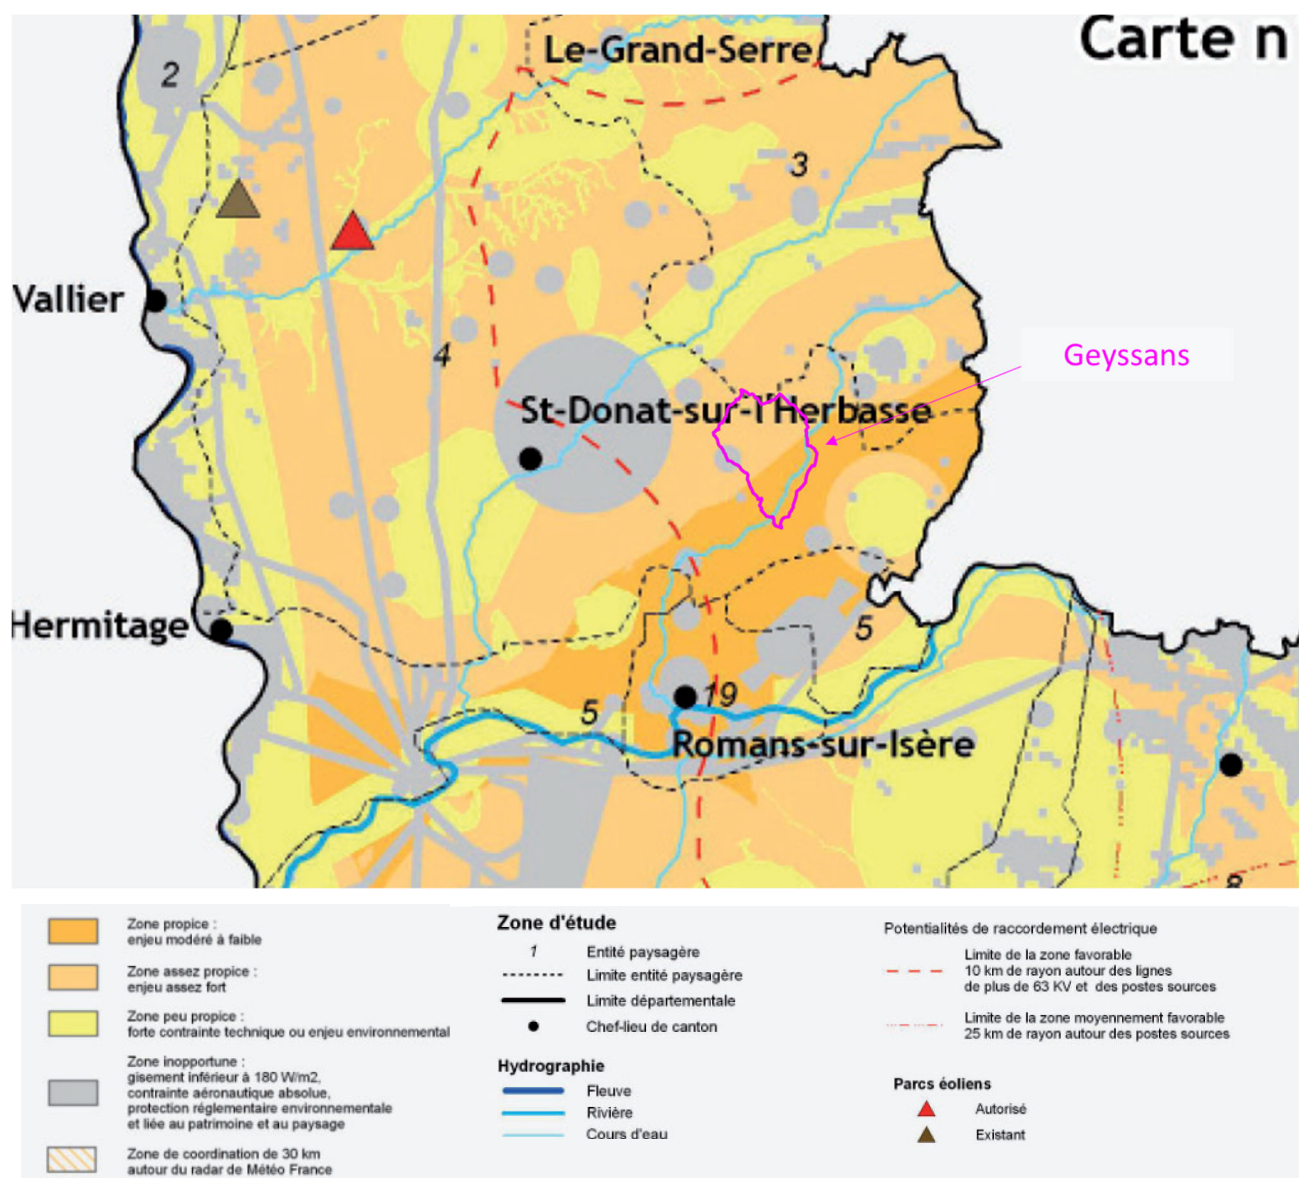 Carte n
Le-Grand-Serre
2
3
Vallier
4
Geyssans
St-Donat-sur-l'Herbasse
Hermitage
5
5
19
Romans-sur-Isère
8
Zone propice :
enjeu modéré à faible
Zone assez propice :
enjeu assez fort
Zone peu propice :
forte contrainte technique ou enjeu environnemental
Zone inopportune :
gisement inférieur à 180 W/m2,
contrainte aéronautique absolue,
protection réglementaire environnementale
et liée au patrimoine et au paysage
Zone de coordination de 30 km
autour du radar de Météo France
Zone d'étude
1 Entité paysagère
Limite entité paysagère
Limite départementale
Chef-lieu de canton
Hydrographie
Fleuve
Rivière
Cours d'eau
Potentialités de raccordement électrique
Limite de la zone favorable
10 km de rayon autour des lignes
de plus de 63 KV et des postes sources
Limite de la zone moyennement favorable
25 km de rayon autour des postes sources
Parcs éoliens
Autorisé
Existant